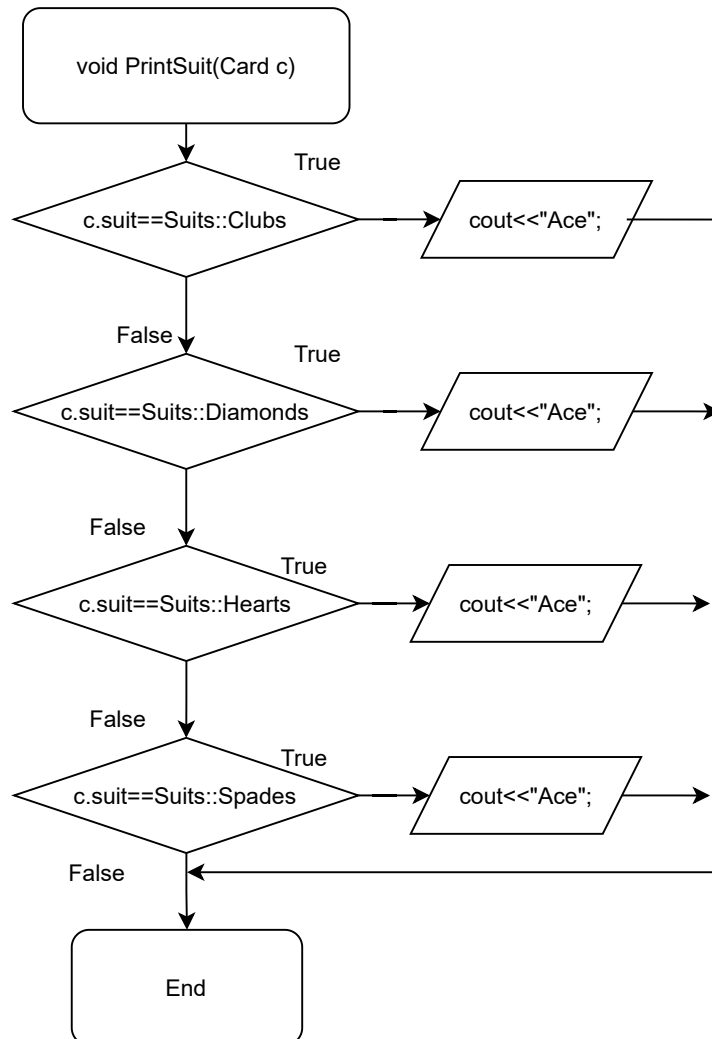 void PrintSuit(Card c)
True
c.suit==Suits::Clubs
cout<<"Ace";
False
True
c.suit==Suits::Diamonds
cout<<"Ace";
False
True
c.suit==Suits::Hearts
cout<<"Ace";
False
True
c.suit==Suits::Spades
cout<<"Ace";
False
End